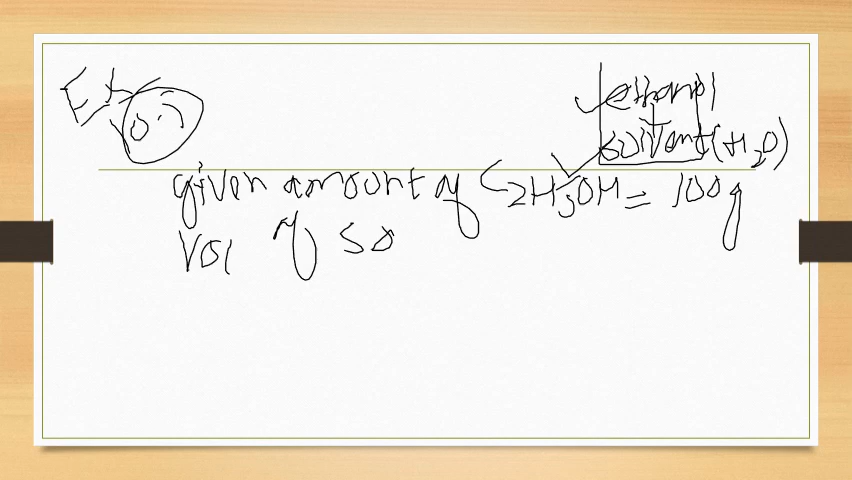 Ex
ethanol
solvent (H2O)
given amount of C2H5OH = 100g
Vol of so